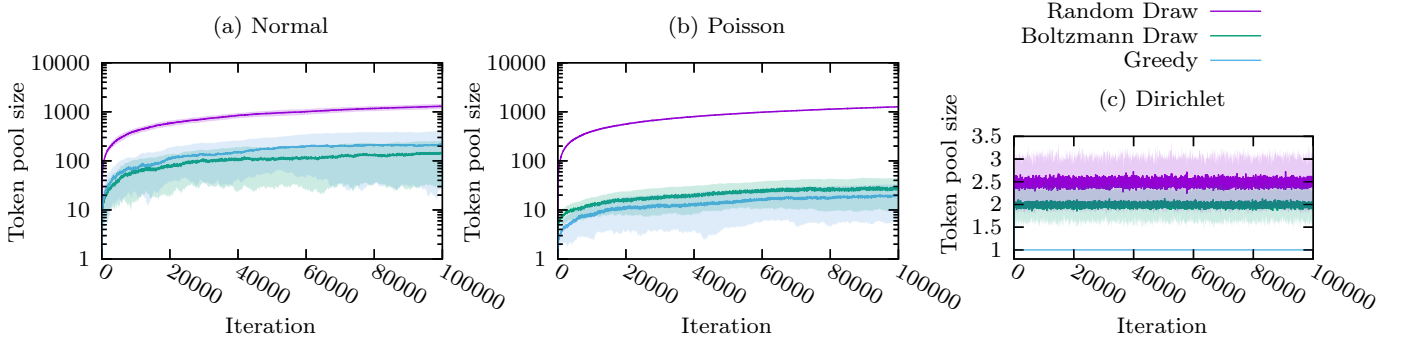 (a) Normal
Token pool size
10000
1000
100
10
1
0
20000
40000
60000
80000
100000
Iteration
(b) Poisson
Token pool size
10000
1000
100
10
1
0
20000
40000
60000
80000
100000
Iteration
Random Draw
Boltzmann Draw
Greedy
(c) Dirichlet
Token pool size
3.5
3
2.5
2
1.5
1
0
20000
40000
60000
80000
100000
Iteration